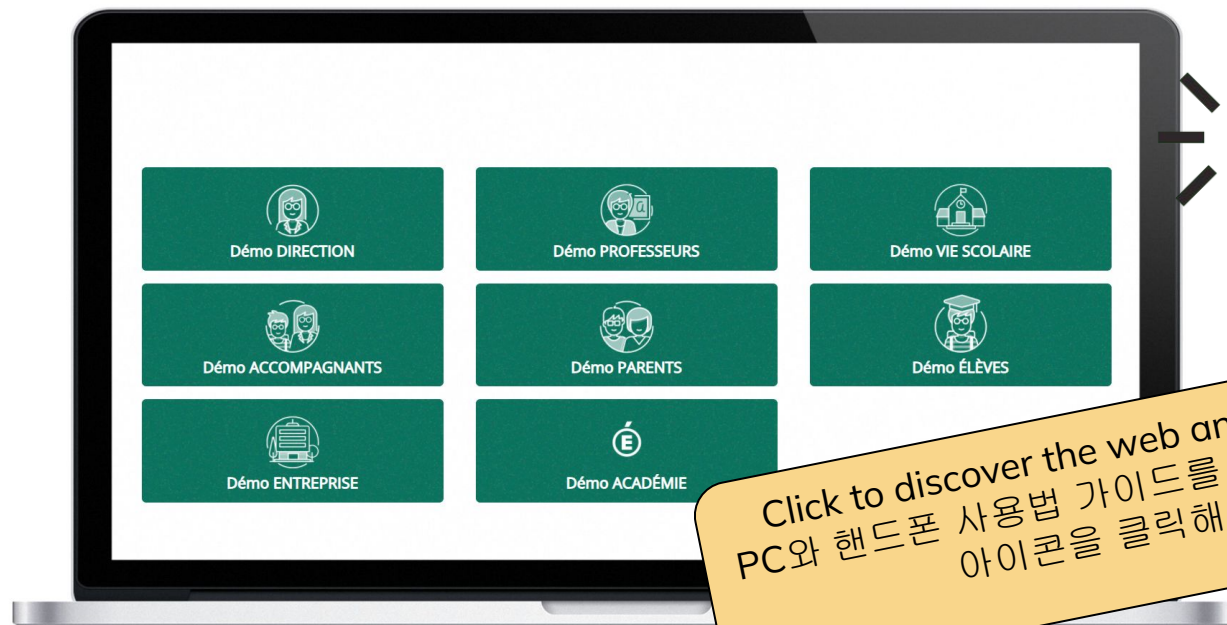 Démo DIRECTION
Démo PROFESSEURS
Démo VIE SCOLAIRE
Démo ACCOMPAGNANTS
Démo PARENTS
Démo ÉLÈVES
Démo ENTREPRISE
É
Démo ACADÉMIE
Click to discover the web
PC와 핸드폰 사용법 가이드를
아이콘을 클릭해